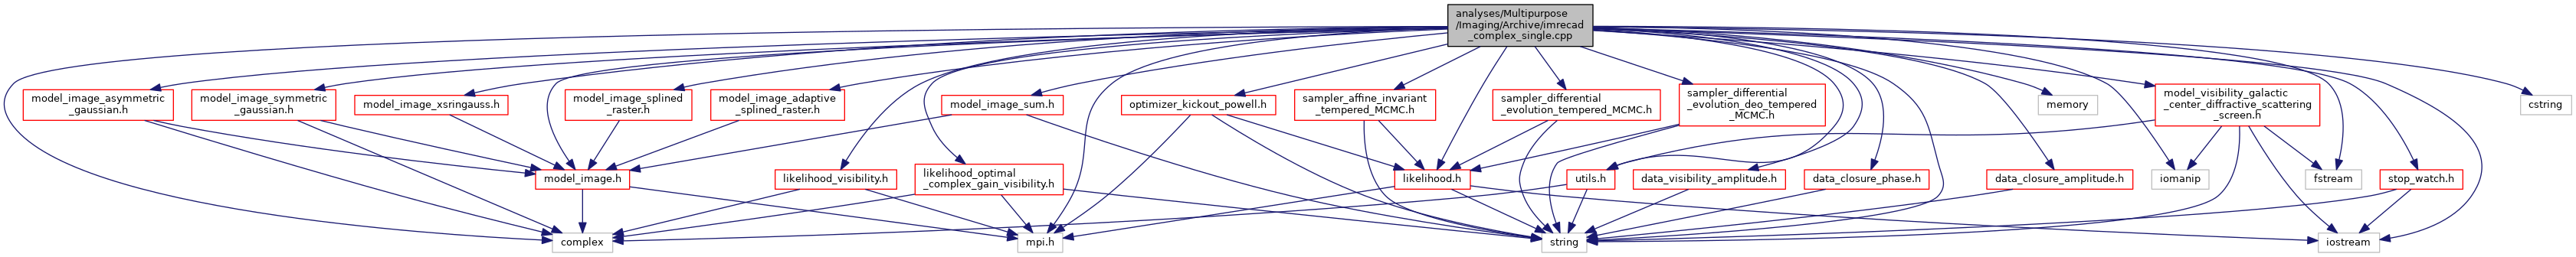 analyses/Multipurpose
/Imaging/Archive/imrecad
_complex_single.cpp
model_image_asymmetric
_gaussian.h
model_image_symmetric
_gaussian.h
model_image_xsringauss.h
model_image_splined
_raster.h
model_image_adaptive
_splined_raster.h
model_image_sum.h
optimizer_kickout_powell.h
sampler_affine_invariant
_tempered_MCMC.h
sampler_differential
_evolution_tempered_MCMC.h
sampler_differential
_evolution_deo_tempered
_MCMC.h
memory
model_visibility_galactic
_center_diffractive_scattering
_screen.h
cstring
model_image.h
likelihood_visibility.h
likelihood_optimal
_complex_gain_visibility.h
likelihood.h
utils.h
data_visibility_amplitude.h
data_closure_phase.h
data_closure_amplitude.h
iomanip
fstream
stop_watch.h
complex
mpi.h
string
iostream